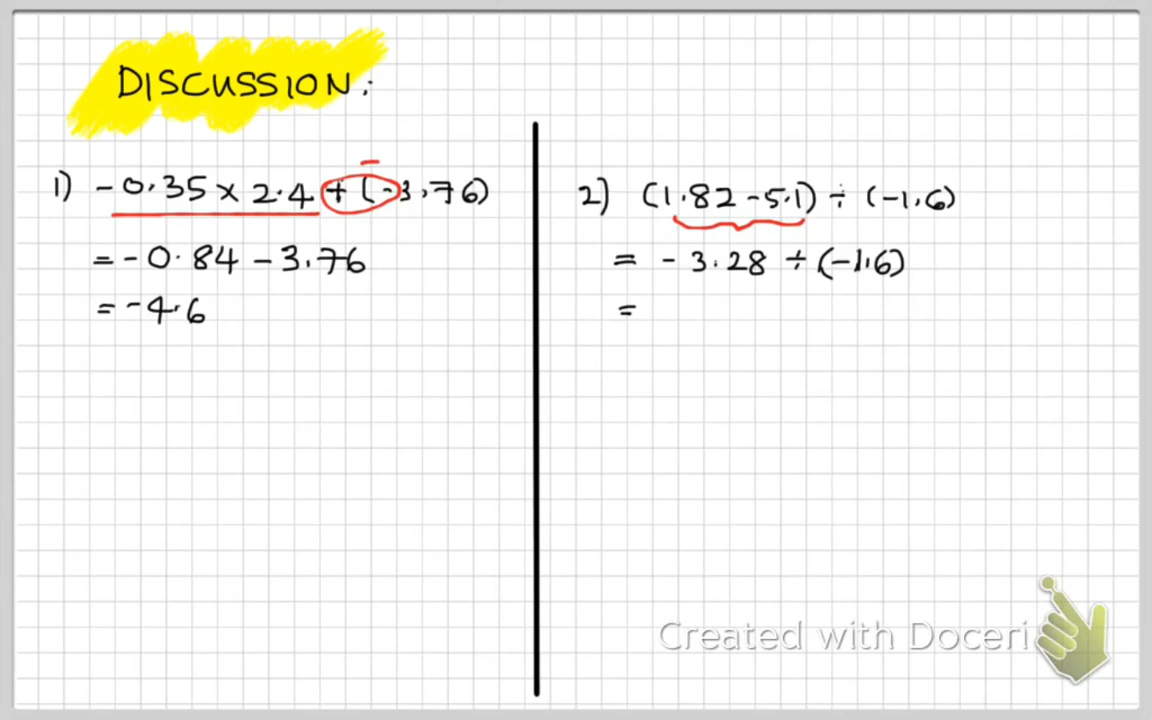 DISCUSSION:
1) -0.35 × 2.4 + (-3.76)
= -0.84 - 3.76
= -4.6
2) (1.82 - 5.1) ÷ (-1.6)
= -3.28 ÷ (-1.6)
=
Created with Doceri